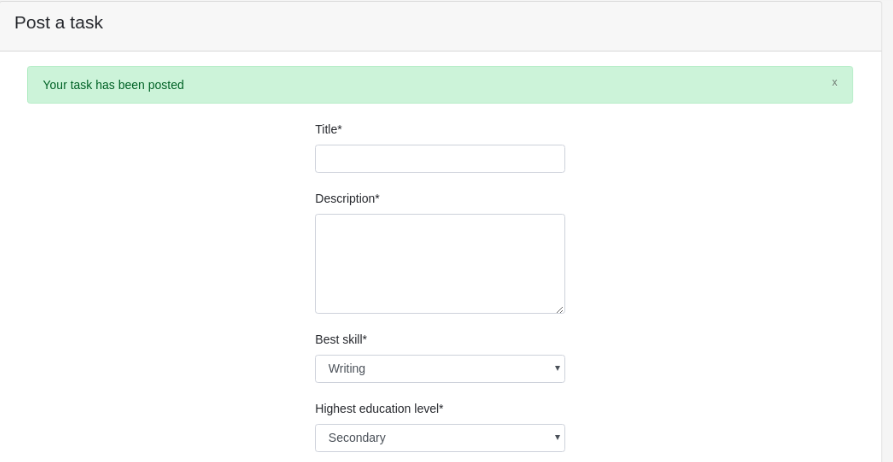 Post a task
Your task has been posted
x
Title*
Description*
Best skill*
Writing
Highest education level*
Secondary